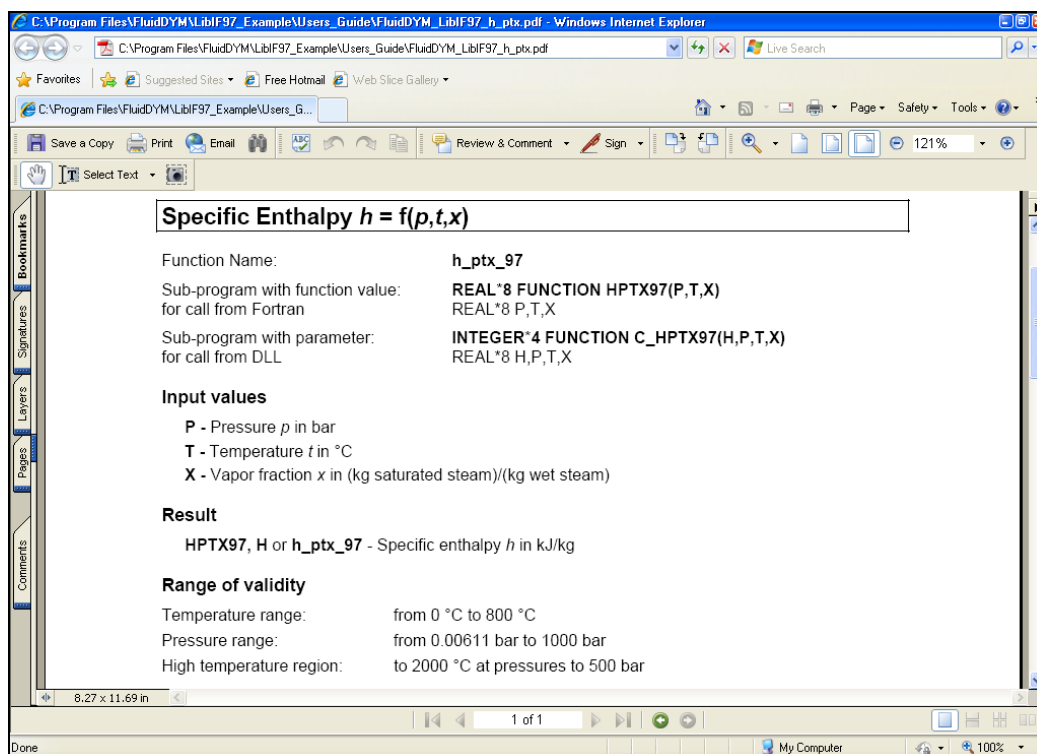 C:\Program Files\FluidDYM\LibIF97_Example\Users_Guide\FluidDYM_LibIF97_h_ptx.pdf - Windows Internet Explorer
C:\Program Files\FluidDYM\LibIF97_Example\Users_Guide\FluidDYM_LibIF97_h_ptx.pdf
Live Search
Favorites
Suggested Sites
Free Hotmail
Web Slice Gallery
C:\Program Files\FluidDYM\LibIF97_Example\Users_G...
Page
Safety
Tools
Save a Copy
Print
Email
Review & Comment
Sign
121%
Select Text
Bookmarks
Signatures
Layers
Pages
Comments
Specific Enthalpy h = f(p,t,x)
Function Name: h_ptx_97
Sub-program with function value: REAL*8 FUNCTION HPTX97(P,T,X)
for call from Fortran REAL*8 P,T,X
Sub-program with parameter: INTEGER*4 FUNCTION C_HPTX97(H,P,T,X)
for call from DLL REAL*8 H,P,T,X
Input values
P - Pressure p in bar
T - Temperature t in °C
X - Vapor fraction x in (kg saturated steam)/(kg wet steam)
Result
HPTX97, H or h_ptx_97 - Specific enthalpy h in kJ/kg
Range of validity
Temperature range: from 0 °C to 800 °C
Pressure range: from 0.00611 bar to 1000 bar
High temperature region: to 2000 °C at pressures to 500 bar
8.27 x 11.69 in
1 of 1
Done
My Computer
100%